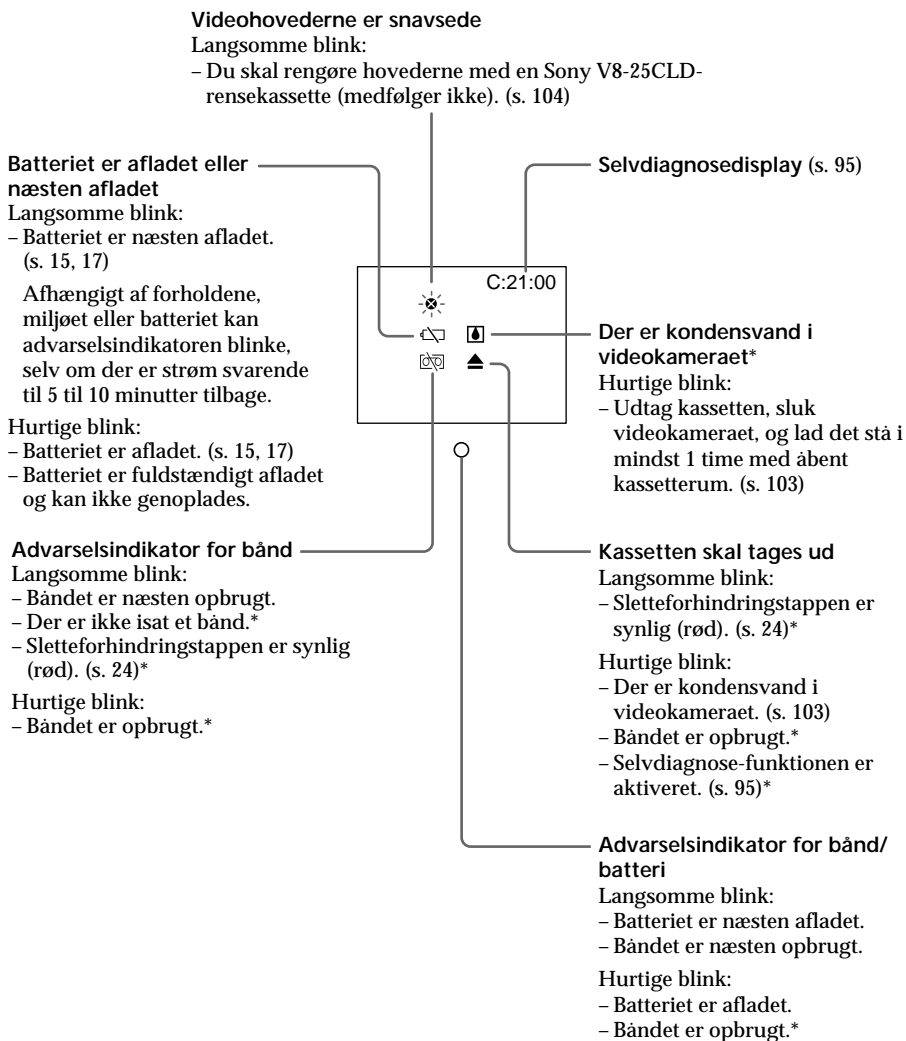 Videohovederne er snavsede
Langsomme blink:
– Du skal rengøre hovederne med en Sony V8-25CLD-
rensekassette (medfølger ikke). (s. 104)
Batteriet er afladet eller
næsten afladet
Langsomme blink:
– Batteriet er næsten afladet.
(s. 15, 17)
Afhængigt af forholdene,
miljøet eller batteriet kan
advarselsindikatoren blinke,
selv om der er strøm svarende
til 5 til 10 minutter tilbage.
Hurtige blink:
– Batteriet er afladet. (s. 15, 17)
– Batteriet er fuldstændigt afladet
og kan ikke genoplades.
Advarselsindikator for bånd
Langsomme blink:
– Båndet er næsten opbrugt.
– Der er ikke isat et bånd.*
– Sletteforhindringstappen er synlig
(rød). (s. 24)*
Hurtige blink:
– Båndet er opbrugt.*
C:21:00
Selvdiagnosedisplay (s. 95)
Der er kondensvand i
videokameraet*
Hurtige blink:
– Udtag kassetten, sluk
videokameraet, og lad det stå i
mindst 1 time med åbent
kassetterum. (s. 103)
Kassetten skal tages ud
Langsomme blink:
– Sletteforhindringstappen er
synlig (rød). (s. 24)*
Hurtige blink:
– Der er kondensvand i
videokameraet. (s. 103)
– Båndet er opbrugt.*
– Selvdiagnose-funktionen er
aktiveret. (s. 95)*
Advarselsindikator for bånd/
batteri
Langsomme blink:
– Batteriet er næsten afladet.
– Båndet er næsten opbrugt.
Hurtige blink:
– Batteriet er afladet.
– Båndet er opbrugt.*